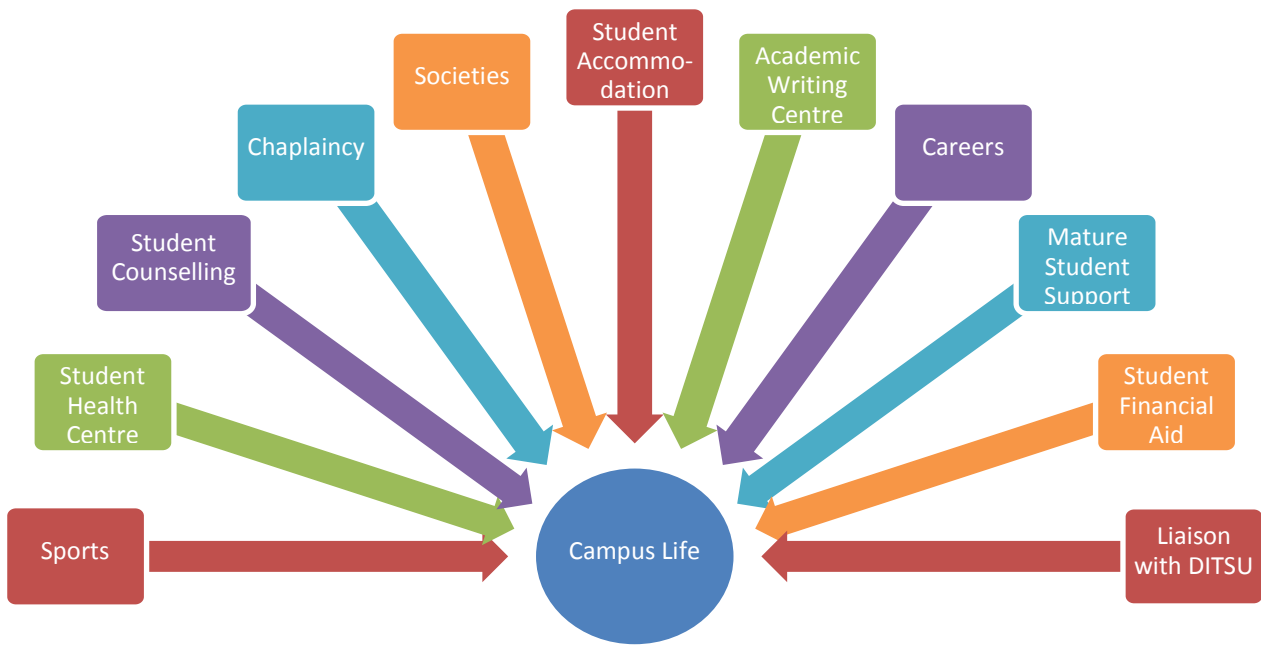 Student
Accommo-
dation
Societies
Academic
Writing
Centre
Chaplaincy
Careers
Student
Counselling
Mature
Student
Support
Student
Health
Centre
Student
Financial
Aid
Sports
Campus Life
Liaison
with DITSU